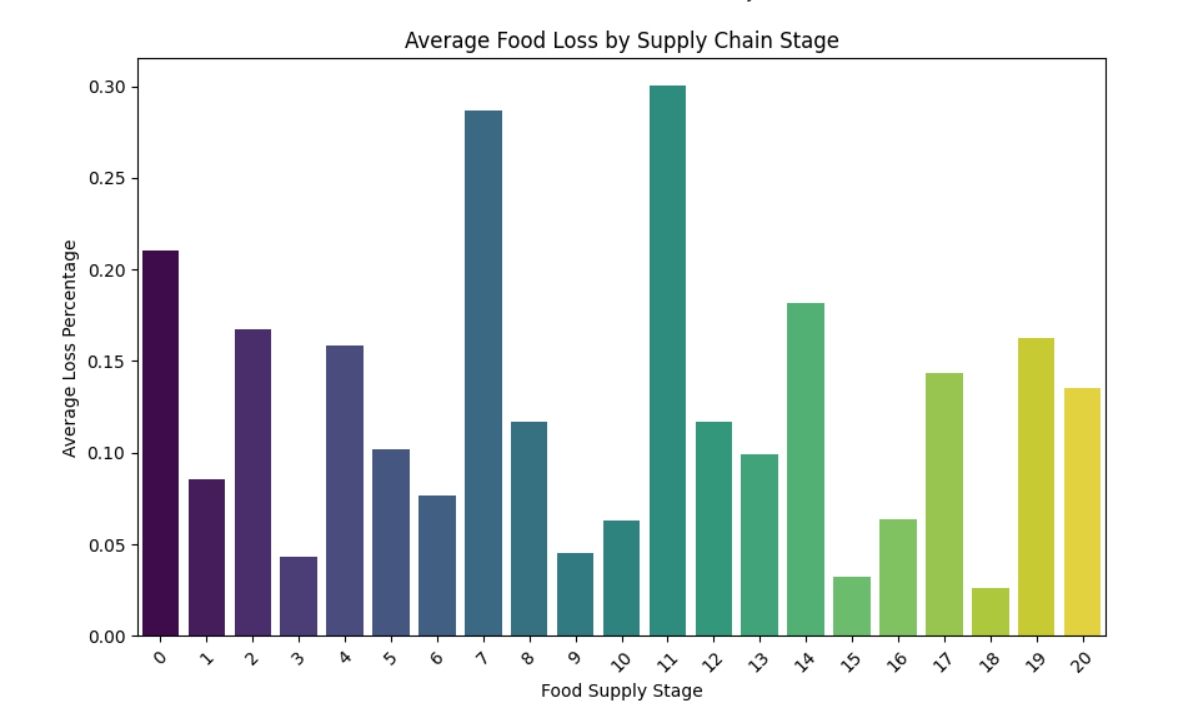 Average Food Loss by Supply Chain Stage
0.30
0.25
0.20
0.15
0.10
0.05
0.00
Average Loss Percentage
0 1 2 3 4 5 6 7 8 9 10 11 12 13 14 15 16 17 18 19 20
Food Supply Stage